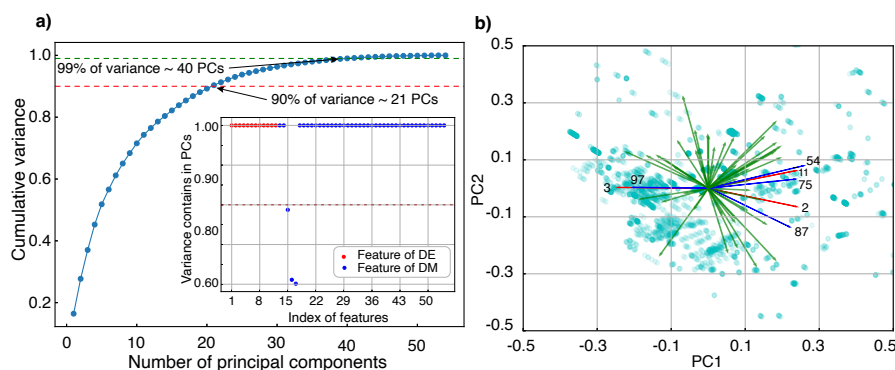 a)
1.0
0.8
0.6
0.4
0.2
Cumulative variance
99% of variance ~ 40 PCs
90% of variance ~ 21 PCs
0 10 20 30 40 50
Number of principal components
1.00
0.85
0.80
0.60
Variance contains in PCs
Feature of DE
Feature of DM
1 8 15 22 29 36 43 50
Index of features
b)
0.5
0.3
0.1
-0.1
-0.3
-0.5
PC2
3
97
54
11
75
2
87
-0.5 -0.3 -0.1 0.1 0.3 0.5
PC1